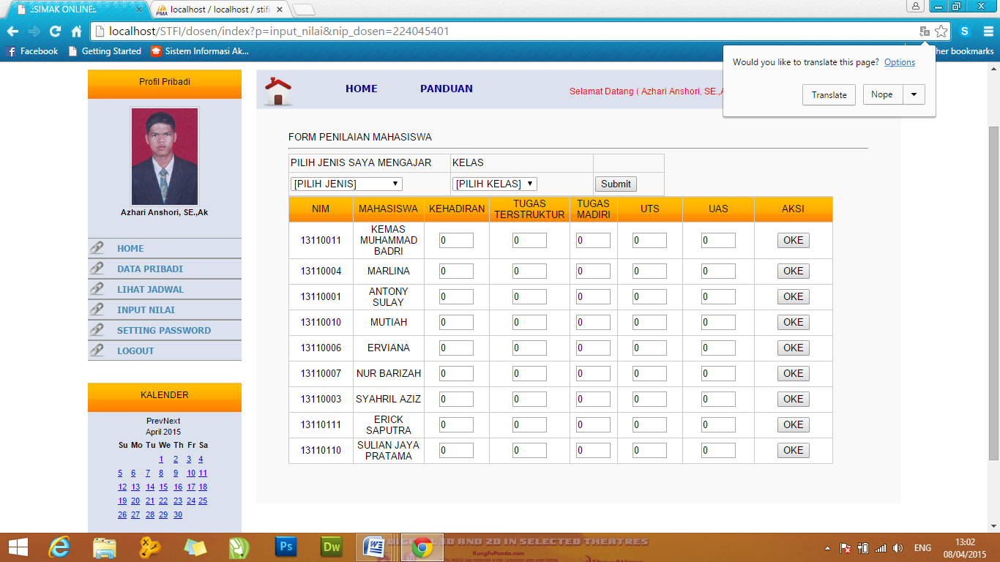 .:SIMAK ONLINE:.
localhost / localhost / stfi
localhost/STFI/dosen/index?p=input_nilai&nip_dosen=224045401
Facebook Getting Started Sistem Informasi Ak... her bookmarks
Would you like to translate this page? Options
Translate Nope
Profil Pribadi
Azhari Anshori, SE.,Ak
HOME
DATA PRIBADI
LIHAT JADWAL
INPUT NILAI
SETTING PASSWORD
LOGOUT
KALENDER
PrevNext
April 2015
Su Mo Tu We Th Fr Sa
1 2 3 4
5 6 7 8 9 10 11
12 13 14 15 16 17 18
19 20 21 22 23 24 25
26 27 28 29 30
HOME PANDUAN Selamat Datang ( Azhari Anshori, SE.,A
FORM PENILAIAN MAHASISWA
PILIH JENIS SAYA MENGAJAR KELAS
[PILIH JENIS] [PILIH KELAS] Submit
NIM MAHASISWA KEHADIRAN TUGAS TERSTRUKTUR TUGAS MADIRI UTS UAS AKSI
13110011 KEMAS MUHAMMAD BADRI 0 0 0 0 0 OKE
13110004 MARLINA 0 0 0 0 0 OKE
13110001 ANTONY SULAY 0 0 0 0 0 OKE
13110010 MUTIAH 0 0 0 0 0 OKE
13110006 ERVIANA 0 0 0 0 0 OKE
13110007 NUR BARIZAH 0 0 0 0 0 OKE
13110003 SYAHRIL AZIZ 0 0 0 0 0 OKE
13110111 ERICK SAPUTRA 0 0 0 0 0 OKE
13110110 SULIAN JAYA PRATAMA 0 0 0 0 0 OKE
Ps Dw
3D AND 2D IN SELECTED THEATRES
KungFuPanda.com
ENG
13:02
08/04/2015